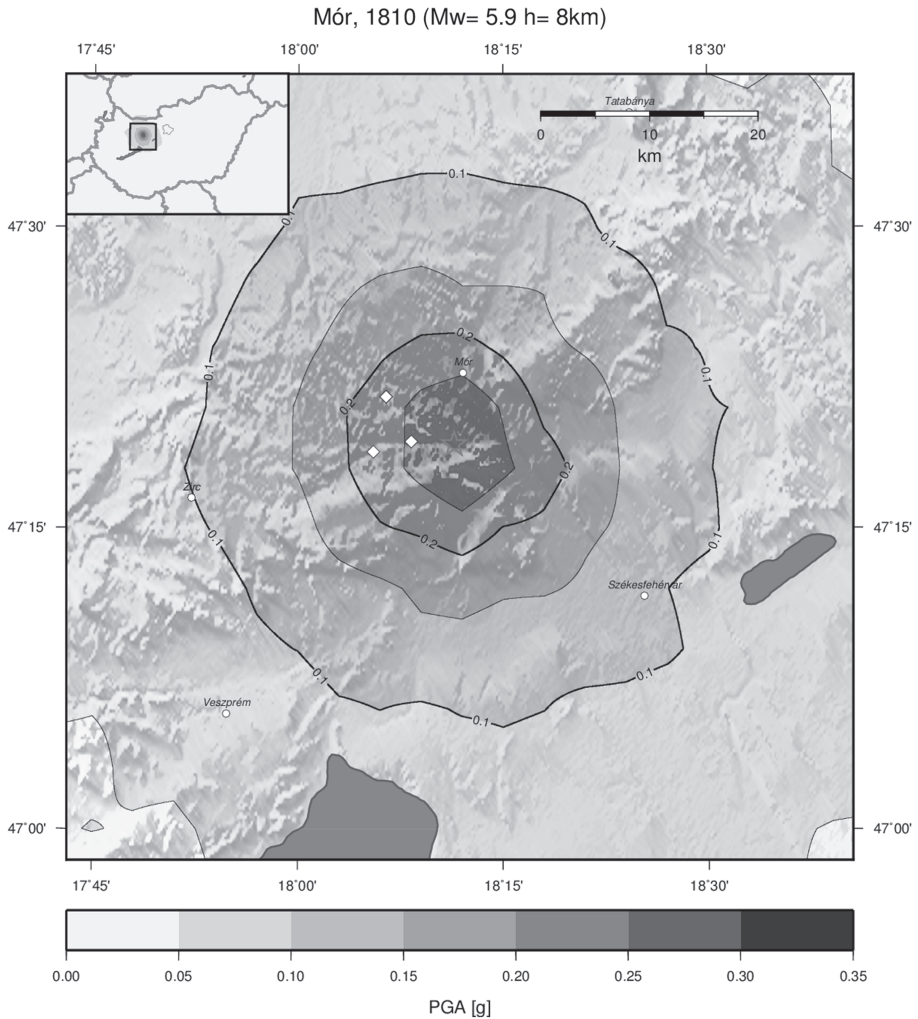 Mór, 1810 (Mw= 5.9 h= 8km)
17˚45' 18˚00' 18˚15' 18˚30'
Tatabánya
0 10 20
km
0.1
0.1
47˚30' 47˚30'
0.1
0.2
Mór
0.1 0.1
0.2
0.2
Zirc
47˚15' 47˚15'
0.1 0.2 0.1
Székesfehérvár
0.1 0.1
Veszprém
0.1
47˚00' 47˚00'
17˚45' 18˚00' 18˚15' 18˚30'
0.00 0.05 0.10 0.15 0.20 0.25 0.30 0.35
PGA [g]